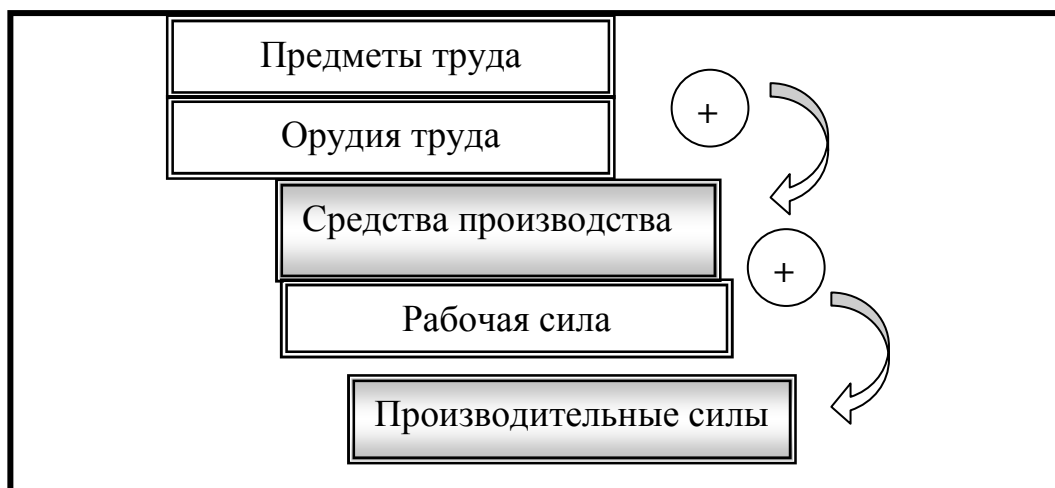 Предметы труда
+
Орудия труда
Средства производства
+
Рабочая сила
Производительные силы